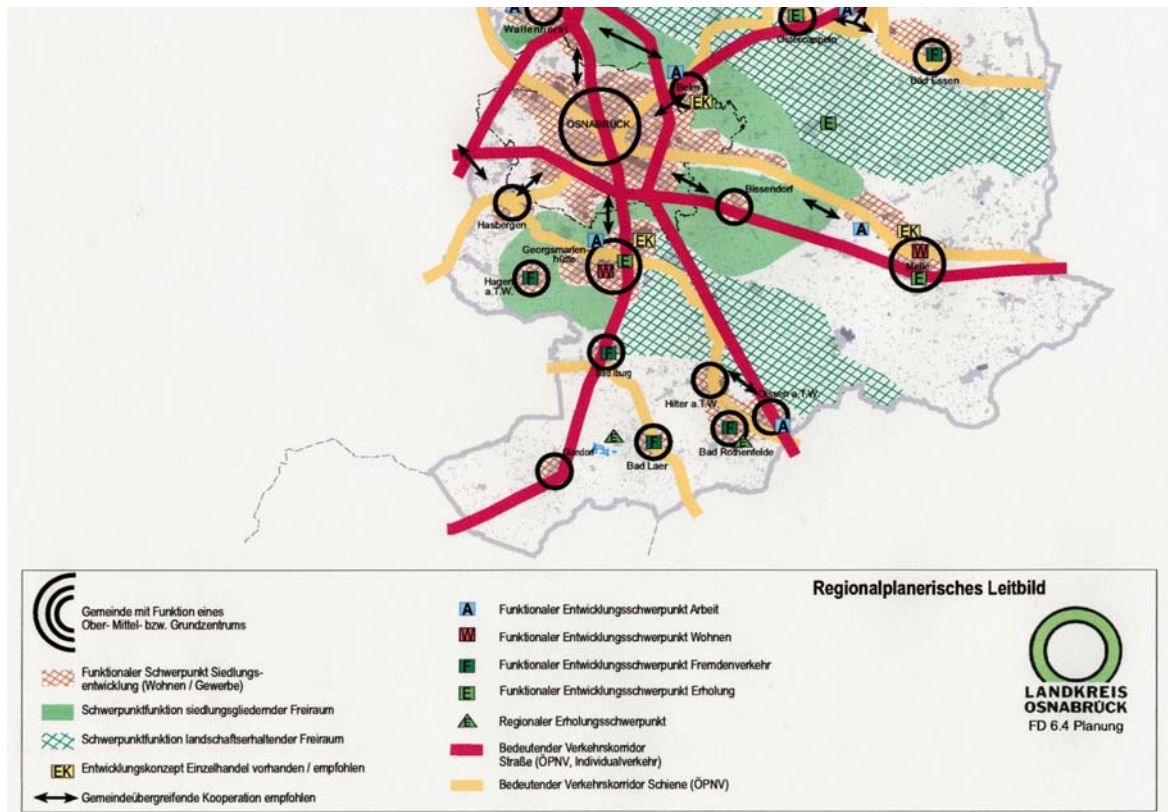 A
E
A
Wallenhorst
Ostercappeln
F
Bad Essen
A
Belm
EK
OSNABRÜCK
E
Bissendorf
Hasbergen
A
EK
A
EK
Georgsmarien-
hütte
E
W
W
Melle
E
F
Hagen
a.T.W.
F
Bad Iburg
Hilter a.T.W.
Dissen a.T.W.
A
F
E
Bad Rothenfelde
E
F
Bad Laer
Glandorf
Regionalplanerisches Leitbild
Gemeinde mit Funktion eines
Ober- Mittel- bzw. Grundzentrums
Funktionaler Schwerpunkt Siedlungs-
entwicklung (Wohnen / Gewerbe)
Schwerpunktfunktion siedlungsgliedernder Freiraum
Schwerpunktfunktion landschaftserhaltender Freiraum
EK Entwicklungskonzept Einzelhandel vorhanden / empfohlen
Gemeindeübergreifende Kooperation empfohlen
A Funktionaler Entwicklungsschwerpunkt Arbeit
W Funktionaler Entwicklungsschwerpunkt Wohnen
F Funktionaler Entwicklungsschwerpunkt Fremdenverkehr
E Funktionaler Entwicklungsschwerpunkt Erholung
E Regionaler Erholungsschwerpunkt
Bedeutender Verkehrskorridor
Straße (ÖPNV, Individualverkehr)
Bedeutender Verkehrskorridor Schiene (ÖPNV)
LANDKREIS
OSNABRÜCK
FD 6.4 Planung